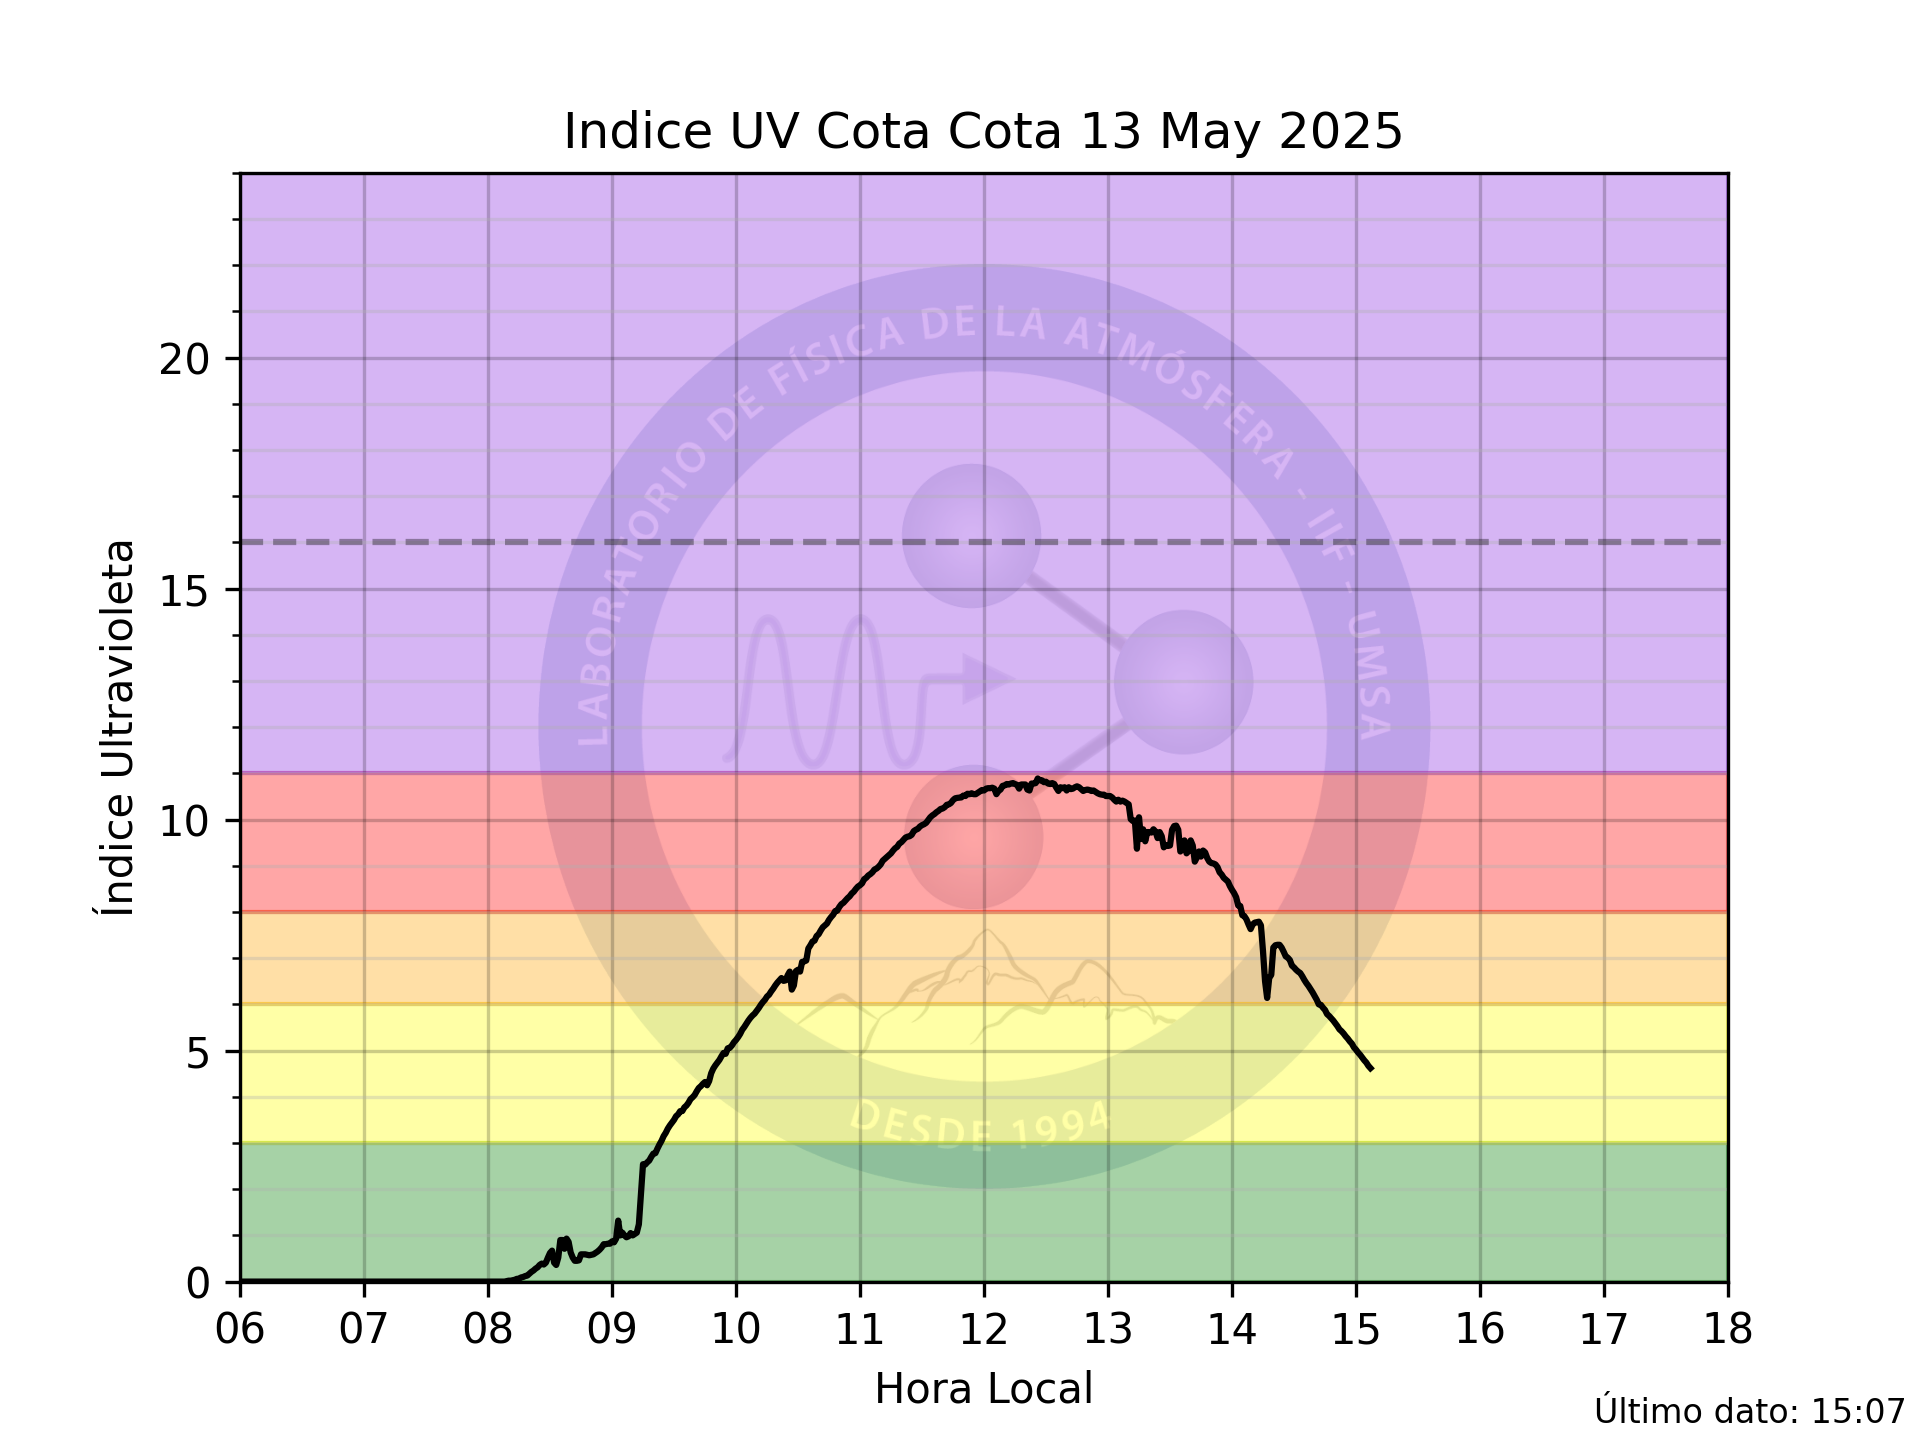 Indice UV Cota Cota 13 May 2025
20
15
10
5
0
Índice Ultravioleta
LABORATORIO DE FÍSICA DE LA ATMÓSFERA - IIF - UMSA
DESDE 1994
06 07 08 09 10 11 12 13 14 15 16 17 18
Hora Local
Último dato: 15:07